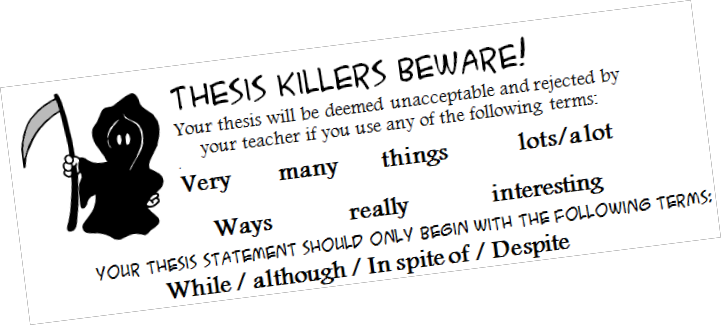 THESIS KILLERS BEWARE!
Your thesis will be deemed unacceptable and rejected by
your teacher if you use any of the following terms:
Very many things lots/alot
Ways really interesting
YOUR THESIS STATEMENT SHOULD ONLY BEGIN WITH THE FOLLOWING TERMS:
While / although / In spite of / Despite